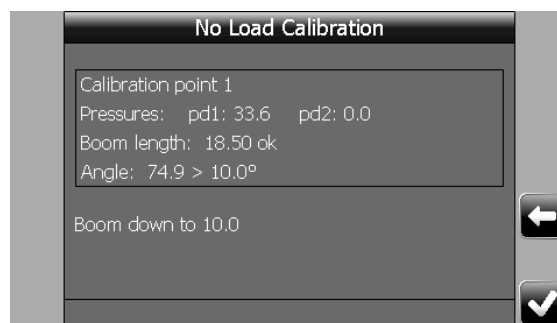 No Load Calibration
Calibration point 1
Pressures: pd1: 33.6 pd2: 0.0
Boom length: 18.50 ok
Angle: 74.9 > 10.0º
Boom down to 10.0